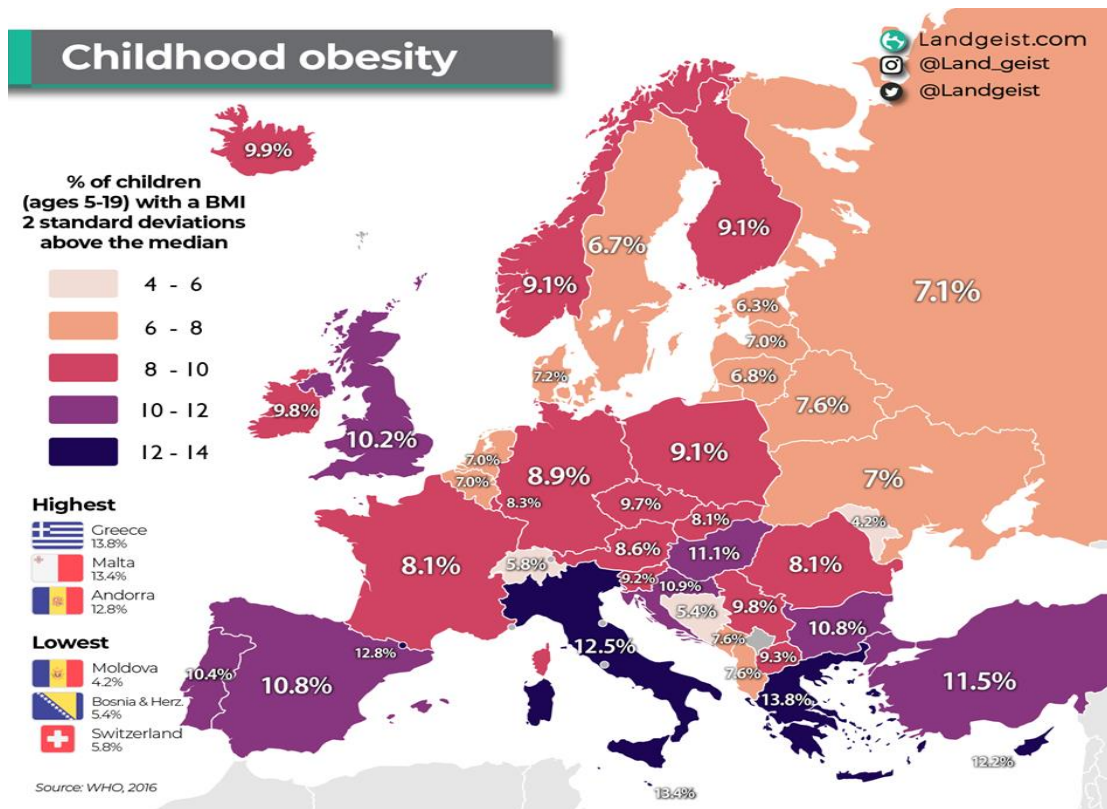 Childhood obesity
Landgeist.com
@Land_geist
@Landgeist
% of children
(ages 5-19) with a BMI
2 standard deviations
above the median
4 - 6
6 - 8
8 - 10
10 - 12
12 - 14
Highest
Greece
13.8%
Malta
13.4%
Andorra
12.8%
Lowest
Moldova
4.2%
Bosnia & Herz.
5.4%
Switzerland
5.8%
Source: WHO, 2016
9.9%
6.7%
9.1%
9.1%
7.1%
6.3%
7.0%
6.8%
7.2%
7.6%
9.8%
10.2%
7.0%
7.0%
8.9%
9.1%
7%
8.3%
9.7%
8.1%
4.2%
8.1%
5.8%
8.6%
11.1%
8.1%
9.2%
10.9%
5.4%
9.8%
10.8%
12.8%
12.5%
7.6%
9.3%
7.6%
10.4%
10.8%
13.8%
11.5%
12.2%
13.4%